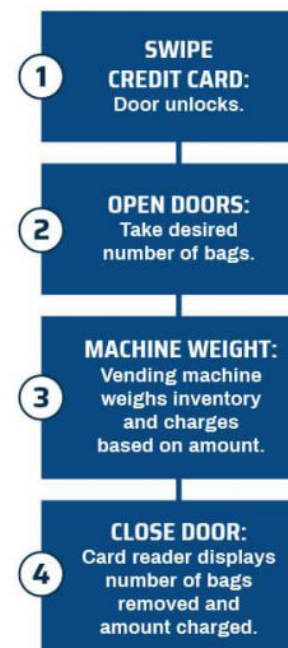 1
SWIPE
CREDIT CARD:
Door unlocks.
2
OPEN DOORS:
Take desired
number of bags.
3
MACHINE WEIGHT:
Vending machine
weighs inventory
and charges
based on amount.
4
CLOSE DOOR:
Card reader displays
number of bags
removed and
amount charged.